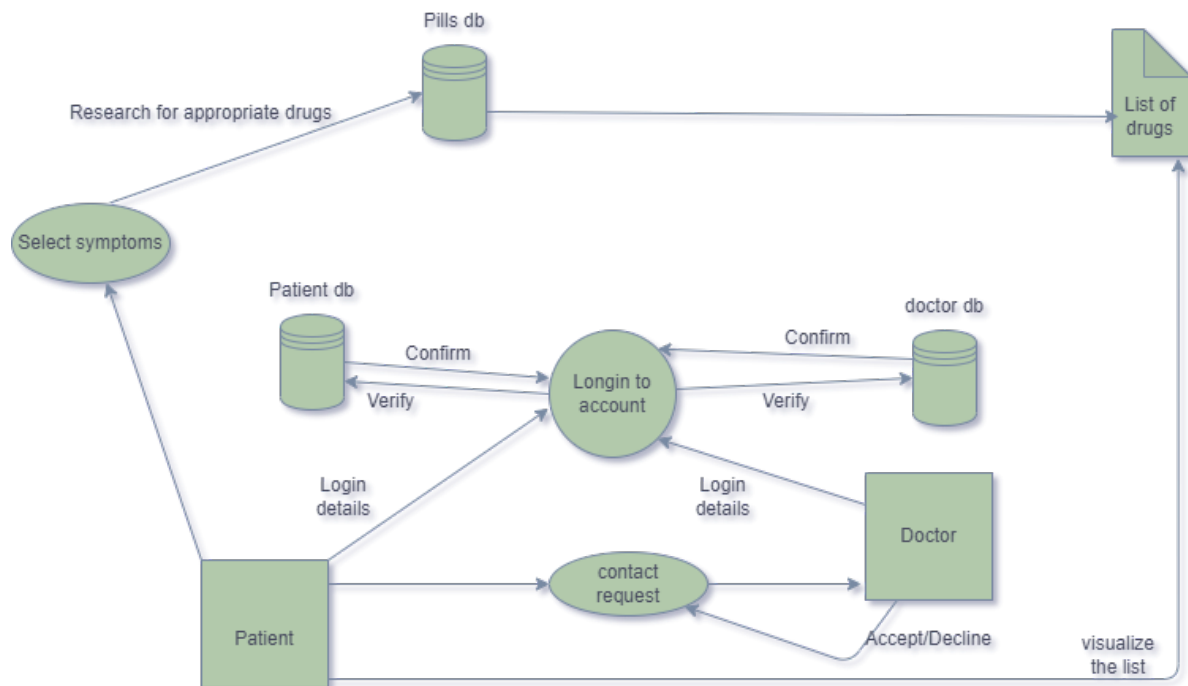 Pills db
Research for appropriate drugs
List of
drugs
Select symptoms
Patient db
doctor db
Confirm
Confirm
Longin to
account
Verify
Verify
Login
details
Login
details
Doctor
contact
request
Patient
Accept/Decline
visualize
the list